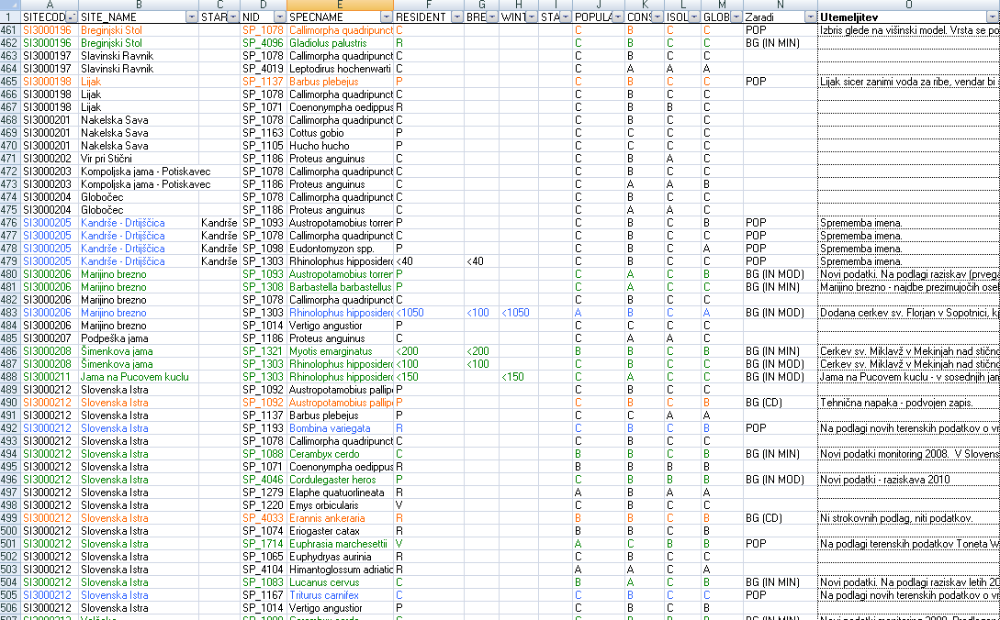 A B C D E F G H I J K L M N O
1 SITECOD SITE_NAME STAR NID SPECNAME RESIDENT BRE WINT STA POPULA CONS ISOL GLOB Zaradi Utemeljitev
461 SI3000196 Breginjski Stol SP_1078 Callimorpha quadripunct C C B C C POP Izbris glede na višinski model. Vrsta se po
462 SI3000196 Breginjski Stol SP_4096 Gladiolus palustris R C B C C BG (IN MIN)
463 SI3000197 Slavinski Ravnik SP_1078 Callimorpha quadripunct C C B C C
464 SI3000197 Slavinski Ravnik SP_4019 Leptodirus hochenwarti C C A A A
465 SI3000198 Lijak SP_1137 Barbus plebejus P C B C C POP Lijak sicer zanimi voda za ribe, vendar bi
466 SI3000198 Lijak SP_1078 Callimorpha quadripunct C C B C C
467 SI3000198 Lijak SP_1071 Coenonympha oedippus R C B B C
468 SI3000201 Nakelska Sava SP_1078 Callimorpha quadripunct C C B C C
469 SI3000201 Nakelska Sava SP_1163 Cottus gobio P C B C C
470 SI3000201 Nakelska Sava SP_1105 Hucho hucho P C B C C
471 SI3000202 Vir pri Stični SP_1186 Proteus anguinus C C B A C
472 SI3000203 Kompoljska jama - Potiskavec SP_1078 Callimorpha quadripunct C C B C C
473 SI3000203 Kompoljska jama - Potiskavec SP_1186 Proteus anguinus C C A A B
474 SI3000204 Globočec SP_1078 Callimorpha quadripunct C C B C C
475 SI3000204 Globočec SP_1186 Proteus anguinus C C A A C
476 SI3000205 Kandrše - Drtijščica Kandrše SP_1093 Austropotamobius torren P C B C B POP Sprememba imena.
477 SI3000205 Kandrše - Drtijščica Kandrše SP_1078 Callimorpha quadripunct C C B C C POP Sprememba imena.
478 SI3000205 Kandrše - Drtijščica Kandrše SP_1098 Eudontomyzon spp. P C B C A POP Sprememba imena.
479 SI3000205 Kandrše - Drtijščica Kandrše SP_1303 Rhinolophus hipposidero <40 <40 C B C C POP Sprememba imena.
480 SI3000206 Marijino brezno SP_1093 Austropotamobius torren P C A C B BG (IN MOD) Novi podatki. Na podlagi raziskav (prvega
481 SI3000206 Marijino brezno SP_1308 Barbastella barbastellus P C A C C BG (IN MIN) Marijino brezno - najdbe prezimujočih oseb
482 SI3000206 Marijino brezno SP_1078 Callimorpha quadripunct C C B C C
483 SI3000206 Marijino brezno SP_1303 Rhinolophus hipposidero <1050 <100 <1050 A B C A BG (IN MOD) Dodana cerkev sv. Florjan v Sopotnici, kj
484 SI3000206 Marijino brezno SP_1014 Vertigo angustior P C C C C
485 SI3000207 Podpeška jama SP_1186 Proteus anguinus C C A A C
486 SI3000208 Šimenkova jama SP_1321 Myotis emarginatus <200 <200 B B C B BG (IN MIN) Cerkev sv. Miklavž v Mekinjah nad stično
487 SI3000208 Šimenkova jama SP_1303 Rhinolophus hipposidero <100 <100 C B C C BG (IN MOD) Cerkev sv. Miklavž v Mekinjah nad stično
488 SI3000211 Jama na Pucovem kuclu SP_1303 Rhinolophus hipposidero <150 <150 C A C C BG (IN MOD) Jama na Pucovem kuclu - v sosednjih jam
489 SI3000212 Slovenska Istra SP_1092 Austropotamobius pallipe P C B C C
490 SI3000212 Slovenska Istra SP_1092 Austropotamobius pallipe P C B C B BG (CD) Tehnična napaka - podvojen zapis.
491 SI3000212 Slovenska Istra SP_1137 Barbus plebejus P C C A A
492 SI3000212 Slovenska Istra SP_1193 Bombina variegata R C B C B POP Na podlagi novih terenskih podatkov o vr
493 SI3000212 Slovenska Istra SP_1078 Callimorpha quadripunct C C B C C
494 SI3000212 Slovenska Istra SP_1088 Cerambyx cerdo C B B C B BG (IN MIN) Novi podatki monitoring 2008. V Slovens
495 SI3000212 Slovenska Istra SP_1071 Coenonympha oedippus R B B B B
496 SI3000212 Slovenska Istra SP_4046 Cordulegaster heros P C B B B BG (IN MOD) Novi podatki - raziskava 2010
497 SI3000212 Slovenska Istra SP_1279 Elaphe quatuorlineata R A B A A
498 SI3000212 Slovenska Istra SP_1220 Emys orbicularis V C B C C
499 SI3000212 Slovenska Istra SP_4033 Erannis ankeraria R B B C B BG (CD) Ni strokovnih podlag, niti podatkov.
500 SI3000212 Slovenska Istra SP_1074 Eriogaster catax R B B C B
501 SI3000212 Slovenska Istra SP_1714 Euphrasia marchesettii V A C B B POP Na podlagi terenskih podatkov Toneta W
502 SI3000212 Slovenska Istra SP_1065 Euphydryas aurinia R C B C C
503 SI3000212 Slovenska Istra SP_4104 Himantoglossum adriatic R A A C A
504 SI3000212 Slovenska Istra SP_1083 Lucanus cervus C B A C B BG (IN MIN) Novi podatki. Na podlagi raziskav letih 20
505 SI3000212 Slovenska Istra SP_1167 Triturus carnifex C C B C C POP Na podlagi novih terenskih podatkov o vr
506 SI3000212 Slovenska Istra SP_1014 Vertigo angustior P C C C B